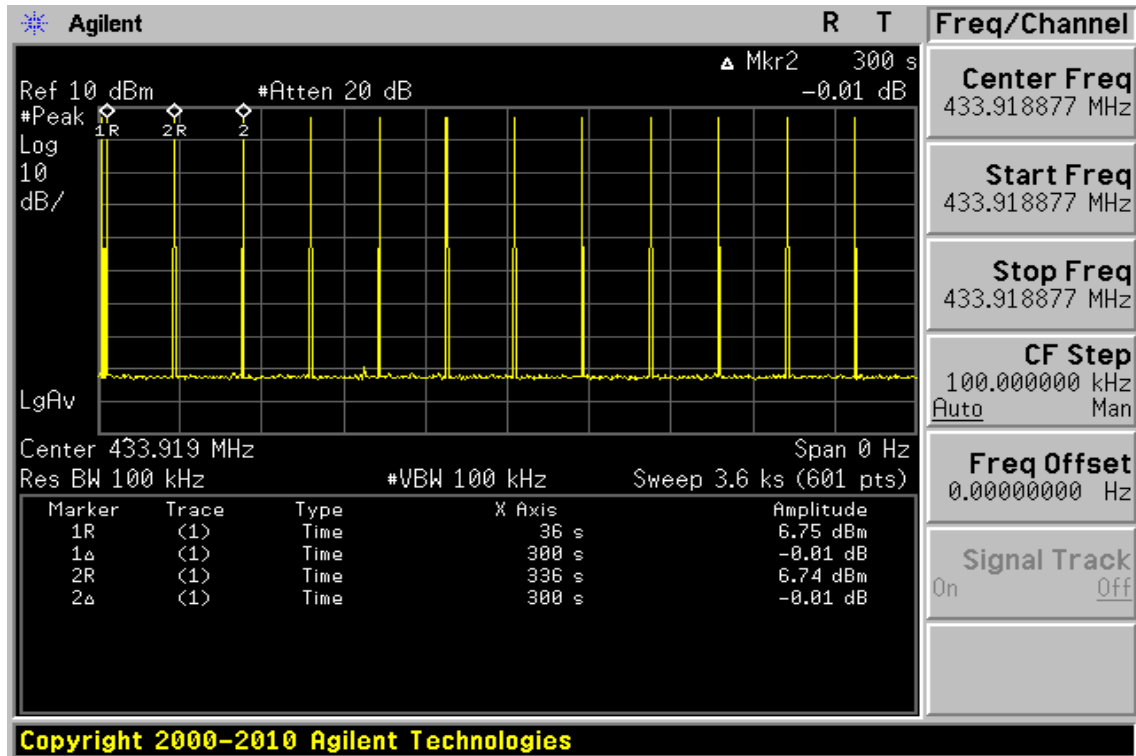 Agilent R T Freq/Channel
△ Mkr2 300 s
Ref 10 dBm #Atten 20 dB -0.01 dB
#Peak
Log
10
dB/
1R 2R 2
LgAv
Center 433.919 MHz Span 0 Hz
Res BW 100 kHz #VBW 100 kHz Sweep 3.6 ks (601 pts)
Marker Trace Type X Axis Amplitude
1R (1) Time 36 s 6.75 dBm
1△ (1) Time 300 s -0.01 dB
2R (1) Time 336 s 6.74 dBm
2△ (1) Time 300 s -0.01 dB
Center Freq
433.918877 MHz
Start Freq
433.918877 MHz
Stop Freq
433.918877 MHz
CF Step
100.000000 kHz
Auto Man
Freq Offset
0.00000000 Hz
Signal Track
On Off
Copyright 2000-2010 Agilent Technologies